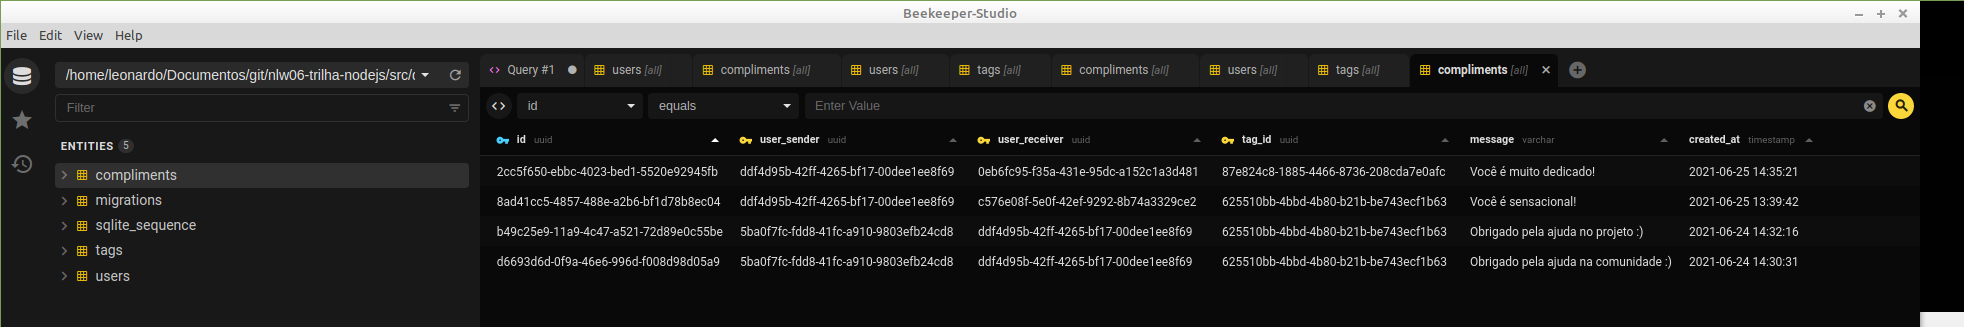 Beekeeper-Studio
File Edit View Help
/home/leonardo/Documentos/git/nlw06-trilha-nodejs/src/
Filter
ENTITIES 5
compliments
migrations
sqlite_sequence
tags
users
Query #1 users [all] compliments [all] users [all] tags [all] compliments [all] users [all] tags [all] compliments [all]
id equals Enter Value
id uuid user_sender uuid user_receiver uuid tag_id uuid message varchar created_at timestamp
2cc5f650-ebbc-4023-bed1-5520e92945fb ddf4d95b-42ff-4265-bf17-00dee1ee8f69 0eb6fc95-f35a-431e-95dc-a152c1a3d481 87e824c8-1885-4466-8736-208cda7e0afc Você é muito dedicado! 2021-06-25 14:35:21
8ad41cc5-4857-488e-a2b6-bf1d78b8ec04 ddf4d95b-42ff-4265-bf17-00dee1ee8f69 c576e08f-5e0f-42ef-9292-8b74a3329ce2 625510bb-4bbd-4b80-b21b-be743ecf1b63 Você é sensacional! 2021-06-25 13:39:42
b49c25e9-11a9-4c47-a521-72d89e0c55be 5ba0f7fc-fdd8-41fc-a910-9803efb24cd8 ddf4d95b-42ff-4265-bf17-00dee1ee8f69 625510bb-4bbd-4b80-b21b-be743ecf1b63 Obrigado pela ajuda no projeto :) 2021-06-24 14:32:16
d6693d6d-0f9a-46e6-996d-f008d98d05a9 5ba0f7fc-fdd8-41fc-a910-9803efb24cd8 ddf4d95b-42ff-4265-bf17-00dee1ee8f69 625510bb-4bbd-4b80-b21b-be743ecf1b63 Obrigado pela ajuda na comunidade :) 2021-06-24 14:30:31